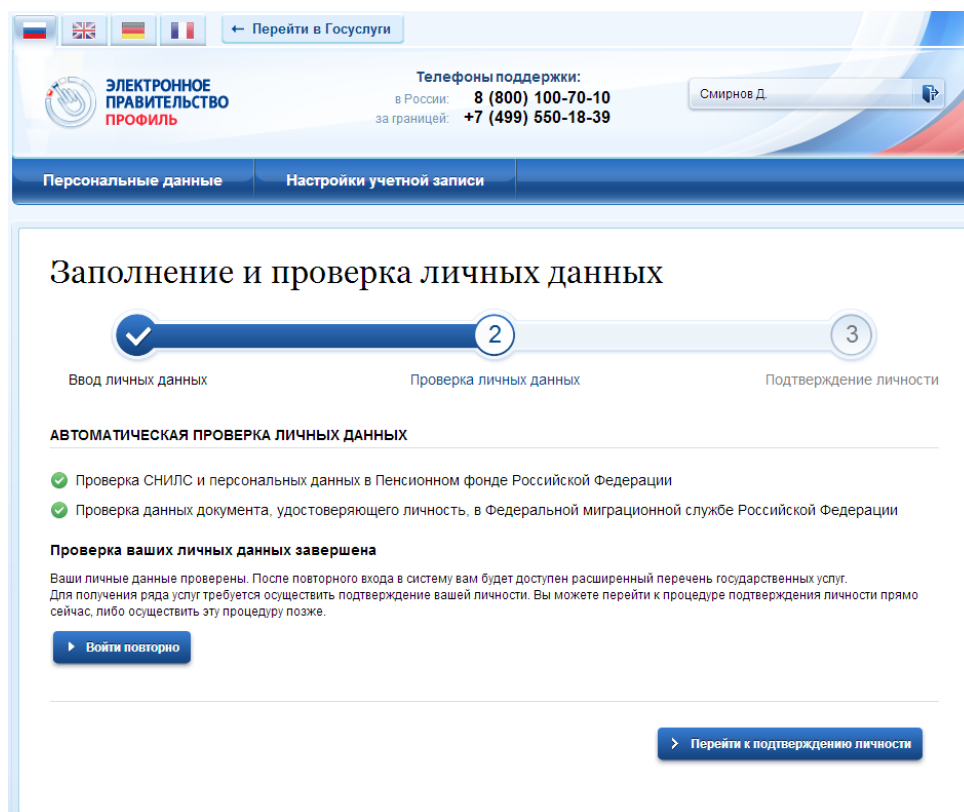 ← Перейти в Госуслуги
ЭЛЕКТРОННОЕ
ПРАВИТЕЛЬСТВО
ПРОФИЛЬ
Телефоны поддержки:
в России: 8 (800) 100-70-10
за границей: +7 (499) 550-18-39
Смирнов Д.
Персональные данные Настройки учетной записи
Заполнение и проверка личных данных
2 3
Ввод личных данных Проверка личных данных Подтверждение личности
АВТОМАТИЧЕСКАЯ ПРОВЕРКА ЛИЧНЫХ ДАННЫХ
Проверка СНИЛС и персональных данных в Пенсионном фонде Российской Федерации
Проверка данных документа, удостоверяющего личность, в Федеральной миграционной службе Российской Федерации
Проверка ваших личных данных завершена
Ваши личные данные проверены. После повторного входа в систему вам будет доступен расширенный перечень государственных услуг.
Для получения ряда услуг требуется осуществить подтверждение вашей личности. Вы можете перейти к процедуре подтверждения личности прямо
сейчас, либо осуществить эту процедуру позже.
Войти повторно
Перейти к подтверждению личности